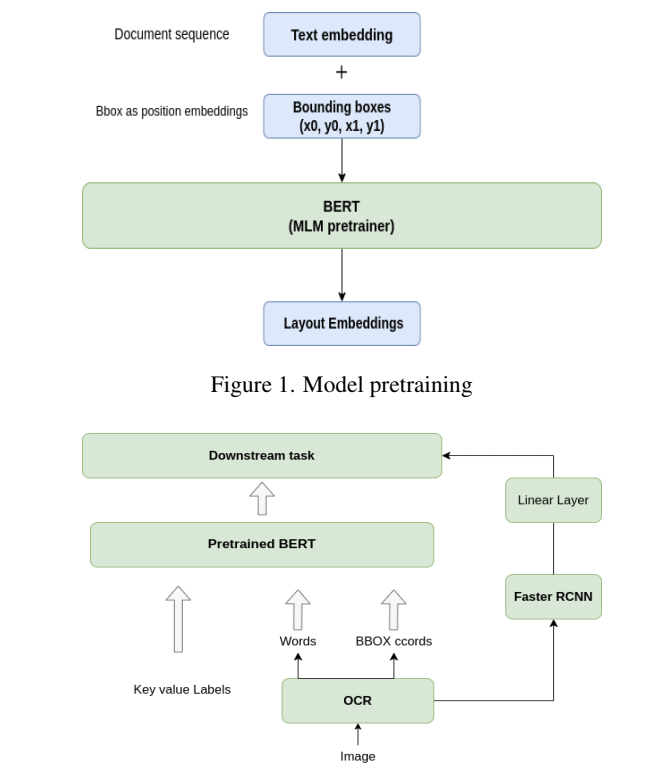 Document sequence
Text embedding
+
Bbox as position embeddings
Bounding boxes
(x0, y0, x1, y1)
BERT
(MLM pretrainer)
Layout Embeddings
Figure 1. Model pretraining
Downstream task
Linear Layer
Pretrained BERT
Faster RCNN
Words
BBOX ccords
Key value Labels
OCR
Image